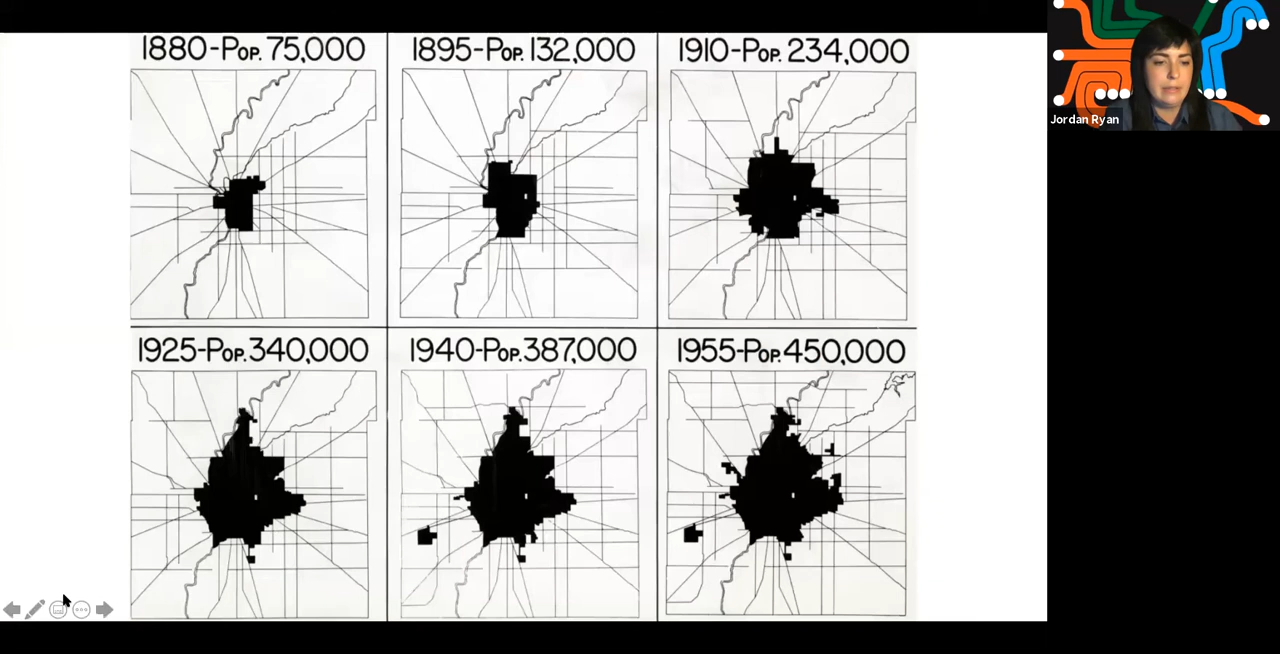 1880-Pop. 75,000
1895-Pop. 132,000
1910-Pop. 234,000
Jordan Ryan
1925-Pop. 340,000
1940-Pop. 387,000
1955-Pop. 450,000